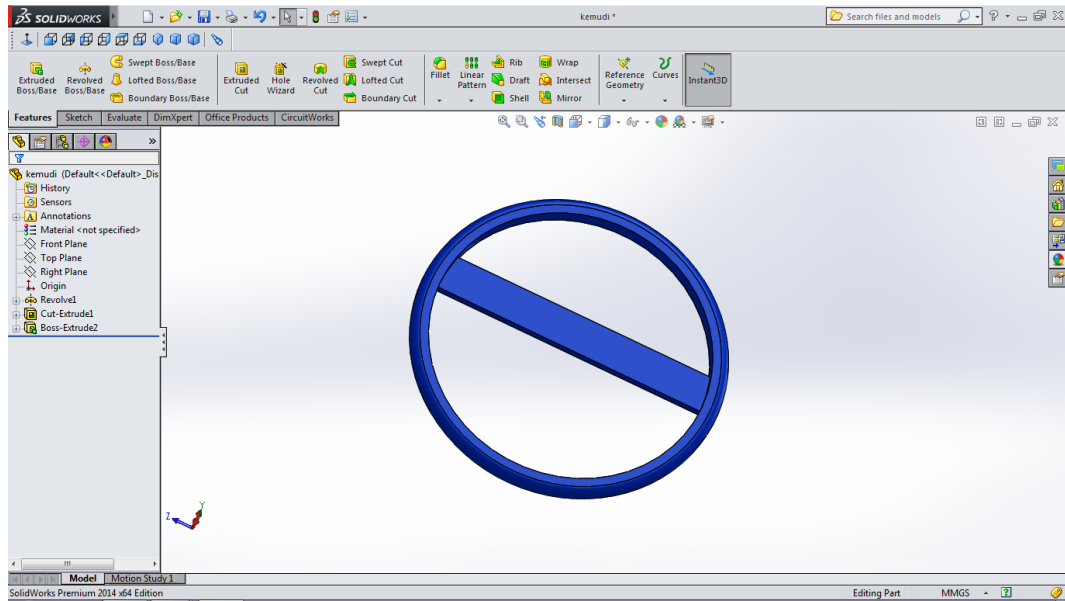 SOLIDWORKS
kemudi *
Search files and models
Extruded Boss/Base
Revolved Boss/Base
Swept Boss/Base
Lofted Boss/Base
Boundary Boss/Base
Extruded Cut
Hole Wizard
Revolved Cut
Swept Cut
Lofted Cut
Boundary Cut
Fillet
Linear Pattern
Rib
Draft
Shell
Wrap
Intersect
Mirror
Reference Geometry
Curves
Instant3D
Features Sketch Evaluate DimXpert Office Products CircuitWorks
kemudi (Default<<Default>_Dis
History
Sensors
Annotations
Material <not specified>
Front Plane
Top Plane
Right Plane
Origin
Revolve1
Cut-Extrude1
Boss-Extrude2
Y
Z
Model Motion Study 1
SolidWorks Premium 2014 x64 Edition
Editing Part
MMGS